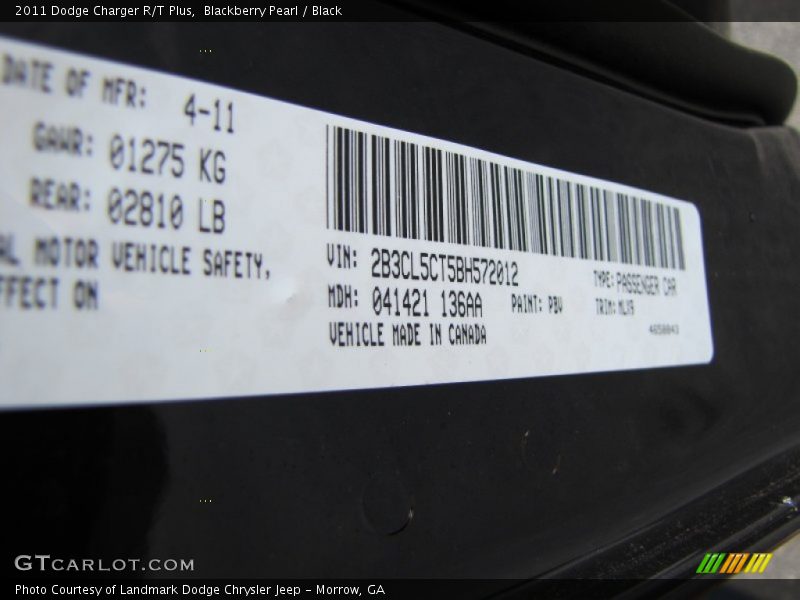 2011 Dodge Charger R/T Plus,  Blackberry Pearl / Black
DATE OF MFR: 4-11
GAWR: 01275 KG
REAR: 02810 LB
AL MOTOR VEHICLE SAFETY,
FFECT ON
VIN: 2B3CL5CT5BH572012
TYPE: PASSENGER CAR
MDH: 041421 136AA
PAINT: PBV
TRIM: MLX9
VEHICLE MADE IN CANADA
GTCARLOT.COM
Photo Courtesy of Landmark Dodge Chrysler Jeep - Morrow, GA